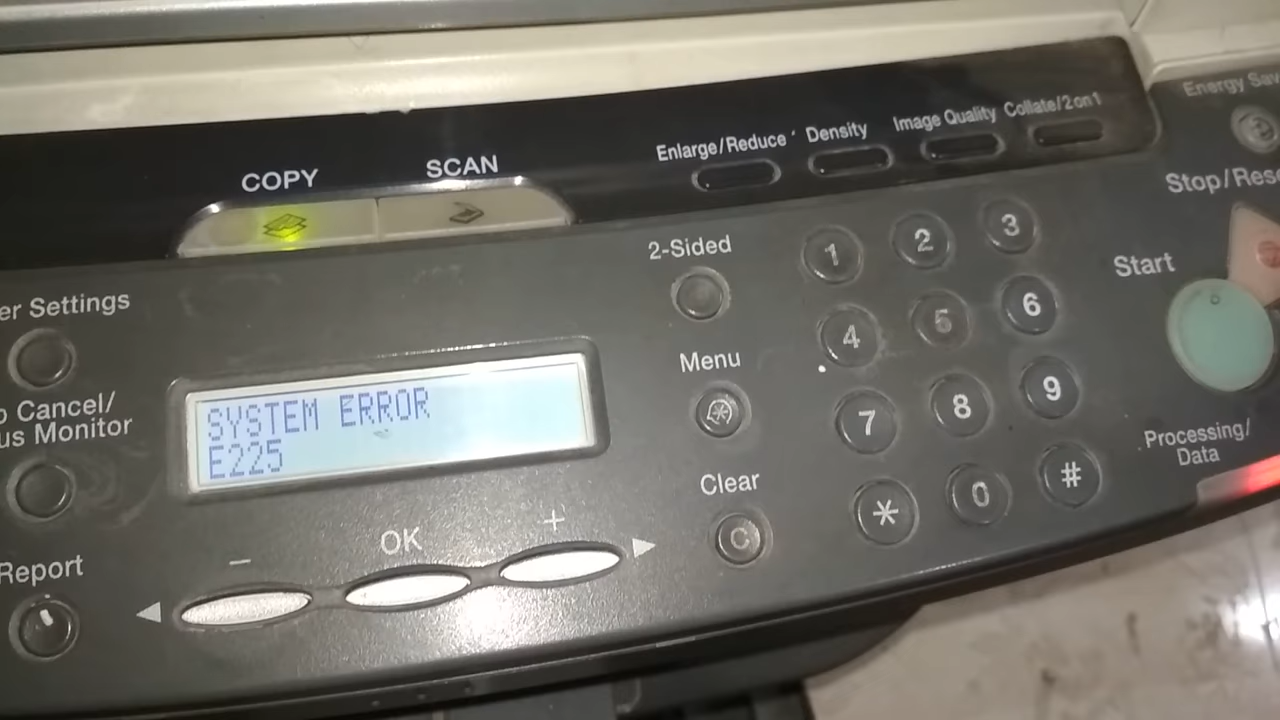 Energy Sav
Enlarge/Reduce
Density
Image Quality
Collate/2 on 1
COPY
SCAN
Stop/Rese
2-Sided
1
2
3
Start
er Settings
4
5
6
Menu
Cancel/
us Monitor
SYSTEM ERROR
E225
7
8
9
Processing/
Data
Clear
C
*
0
#
−
OK
+
Report